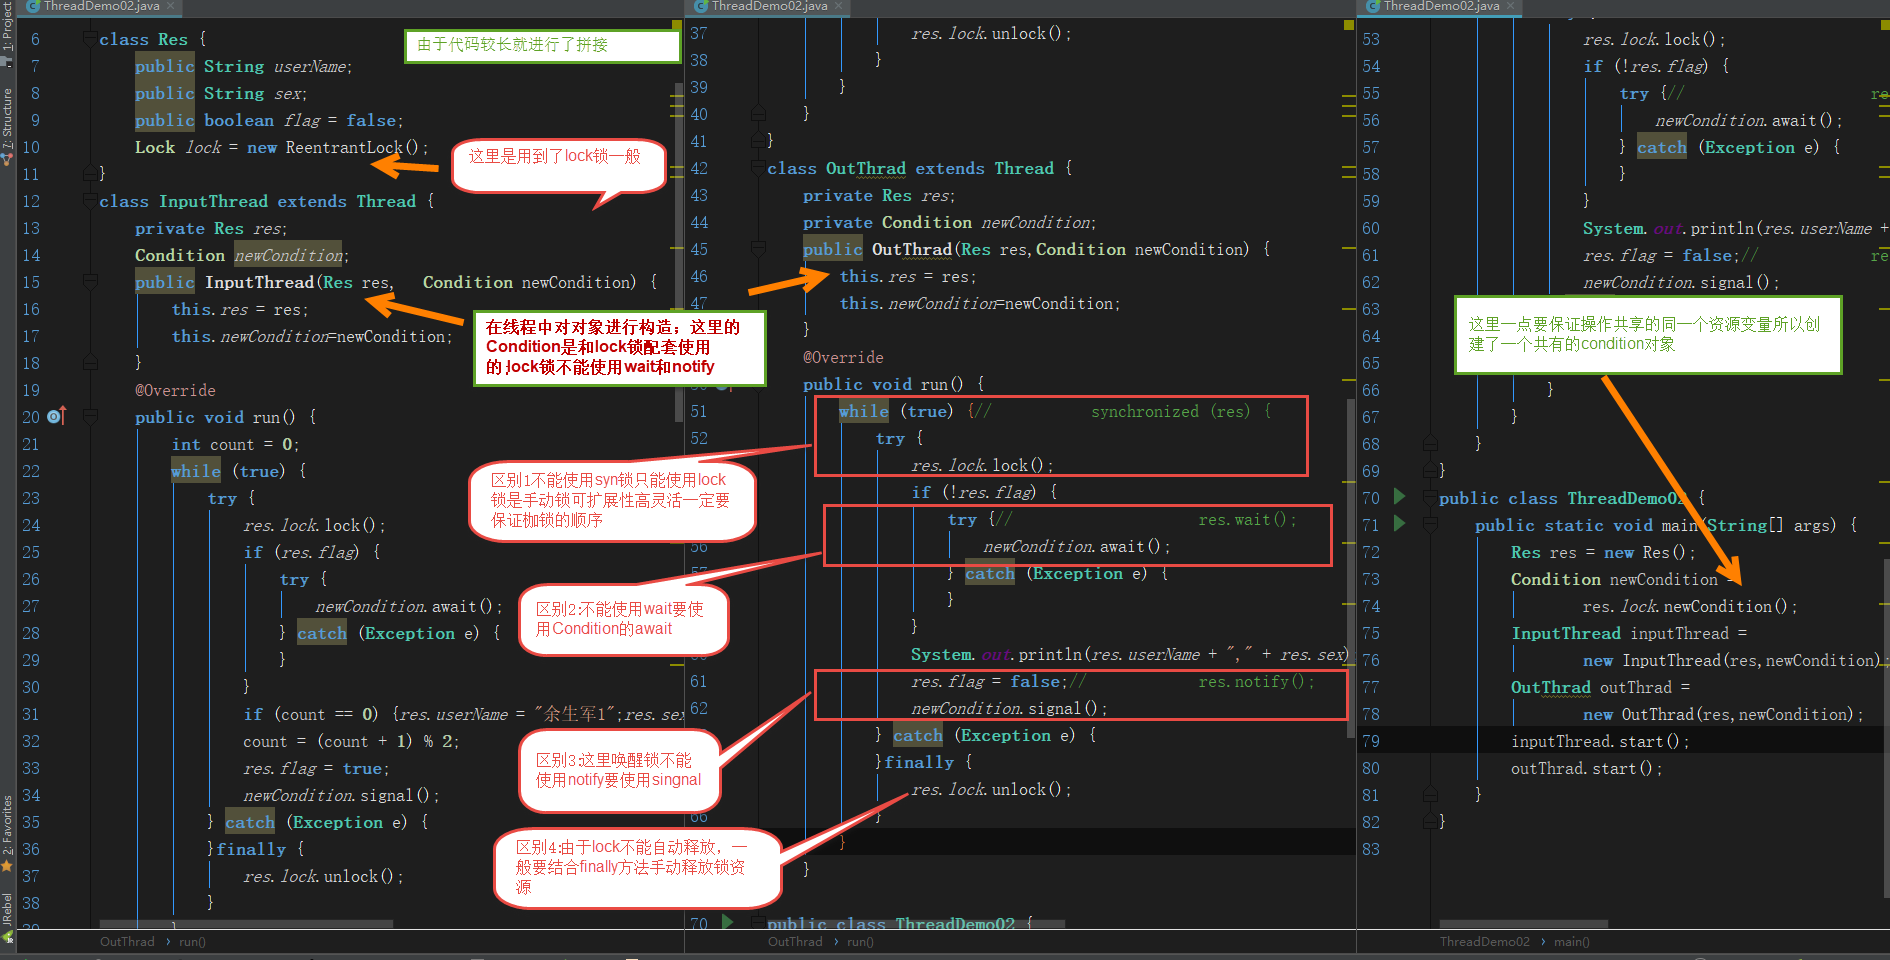 ThreadDemo02.java
1: Project
7: Structure
2: Favorites
JRebel
6 class Res {
由于代码较长就进行了拼接
7 public String userName;
8 public String sex;
9 public boolean flag = false;
10 Lock lock = new ReentrantLock();
这里是用到了lock锁一般
11 }
12 class InputThread extends Thread {
13 private Res res;
14 Condition newCondition;
15 public InputThread(Res res, Condition newCondition) {
16 this.res = res;
17 this.newCondition=newCondition;
在线程中对对象进行构造；这里的
Condition是和lock锁配套使用
的;lock锁不能使用wait和notify
18 }
19 @Override
20 public void run() {
21 int count = 0;
22 while (true) {
23 try {
24 res.lock.lock();
25 if (res.flag) {
26 try {
27 newCondition.await();
28 } catch (Exception e) {
29 }
30 }
31 if (count == 0) {res.userName = "余生军1";res.sex
32 count = (count + 1) % 2;
33 res.flag = true;
34 newCondition.signal();
35 } catch (Exception e) {
36 }finally {
37 res.lock.unlock();
38 }
OutThrad › run()
ThreadDemo02.java
37 res.lock.unlock();
38 }
39 }
40 }
41 }
42 class OutThrad extends Thread {
43 private Res res;
44 private Condition newCondition;
45 public OutThrad(Res res,Condition newCondition) {
46 this.res = res;
47 this.newCondition=newCondition;
}
@Override
public void run() {
51 while (true) {// synchronized (res) {
52 try {
res.lock.lock();
区别1不能使用syn锁只能使用lock
锁是手动锁可扩展性高灵活一定要
保证枷锁的顺序
if (!res.flag) {
try {// res.wait();
56 newCondition.await();
} catch (Exception e) {
}
区别2:不能使用wait要使
用Condition的await
}
System.out.println(res.userName + "," + res.sex)
61 res.flag = false;// res.notify();
62 newCondition.signal();
区别3:这里唤醒锁不能
使用notify要使用singnal
} catch (Exception e) {
}finally {
res.lock.unlock();
66 }
区别4:由于lock不能自动释放，一
般要结合finally方法手动释放锁资
源
}
}
70 public class ThreadDemo02 {
OutThrad › run()
ThreadDemo02.java
53 res.lock.lock();
54 if (!res.flag) {
55 try {// re
56 newCondition.await();
57 } catch (Exception e) {
58 }
59 }
60 System.out.println(res.userName +
61 res.flag = false;// re
62 newCondition.signal();
63
这里一点要保证操作共享的同一个资源变量所以创
建了一个共有的condition对象
64
65
66 }
67 }
68 }
69 }
70 public class ThreadDemo02 {
71 public static void main(String[] args) {
72 Res res = new Res();
73 Condition newCondition =
74 res.lock.newCondition();
75 InputThread inputThread =
76 new InputThread(res,newCondition);
77 OutThrad outThrad =
78 new OutThrad(res,newCondition);
79 inputThread.start();
80 outThrad.start();
81 }
82 }
83
ThreadDemo02 › main()